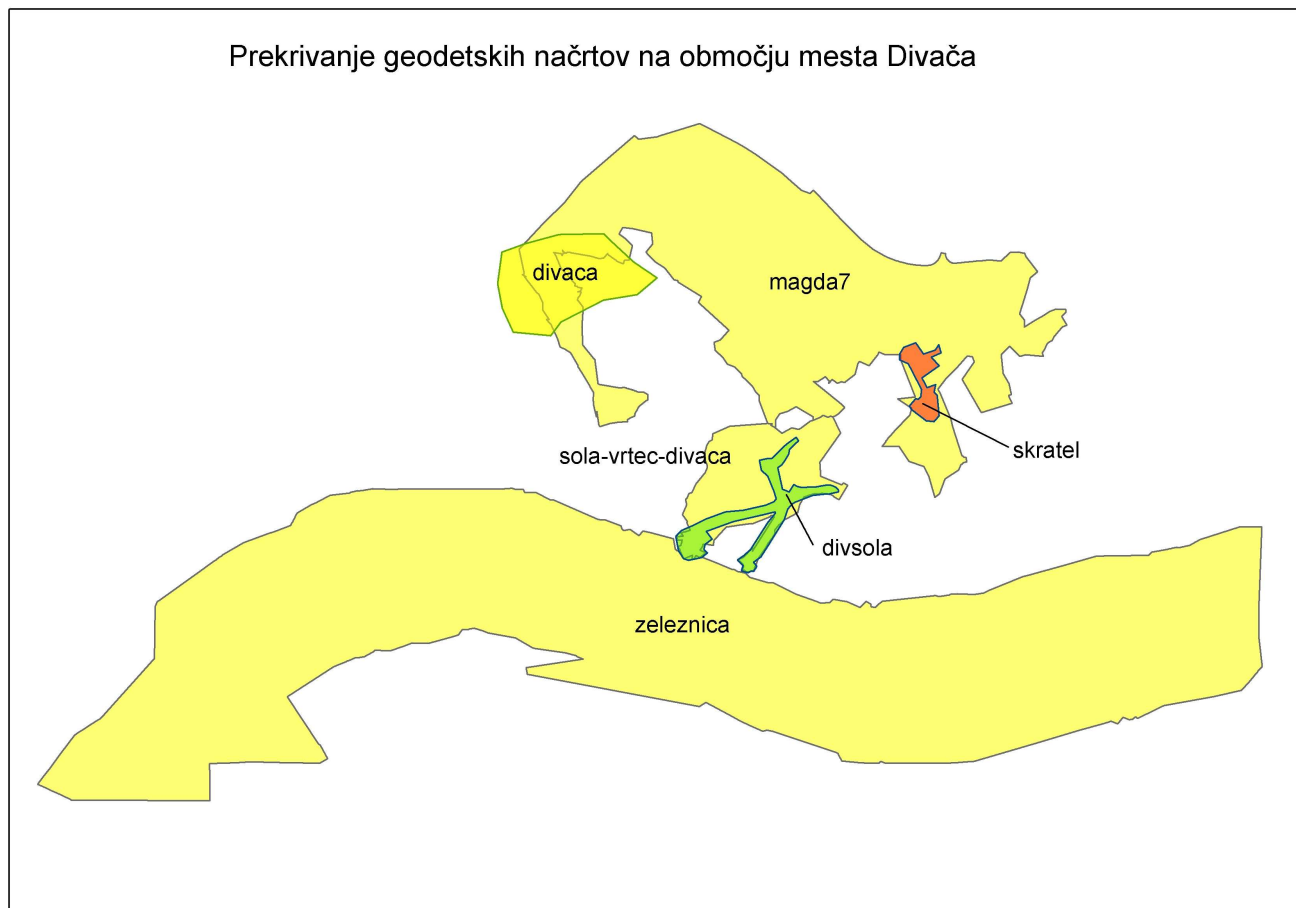 Prekrivanje geodetskih načrtov na območju mesta Divača
divaca
magda7
sola-vrtec-divaca
skratel
divsola
zeleznica